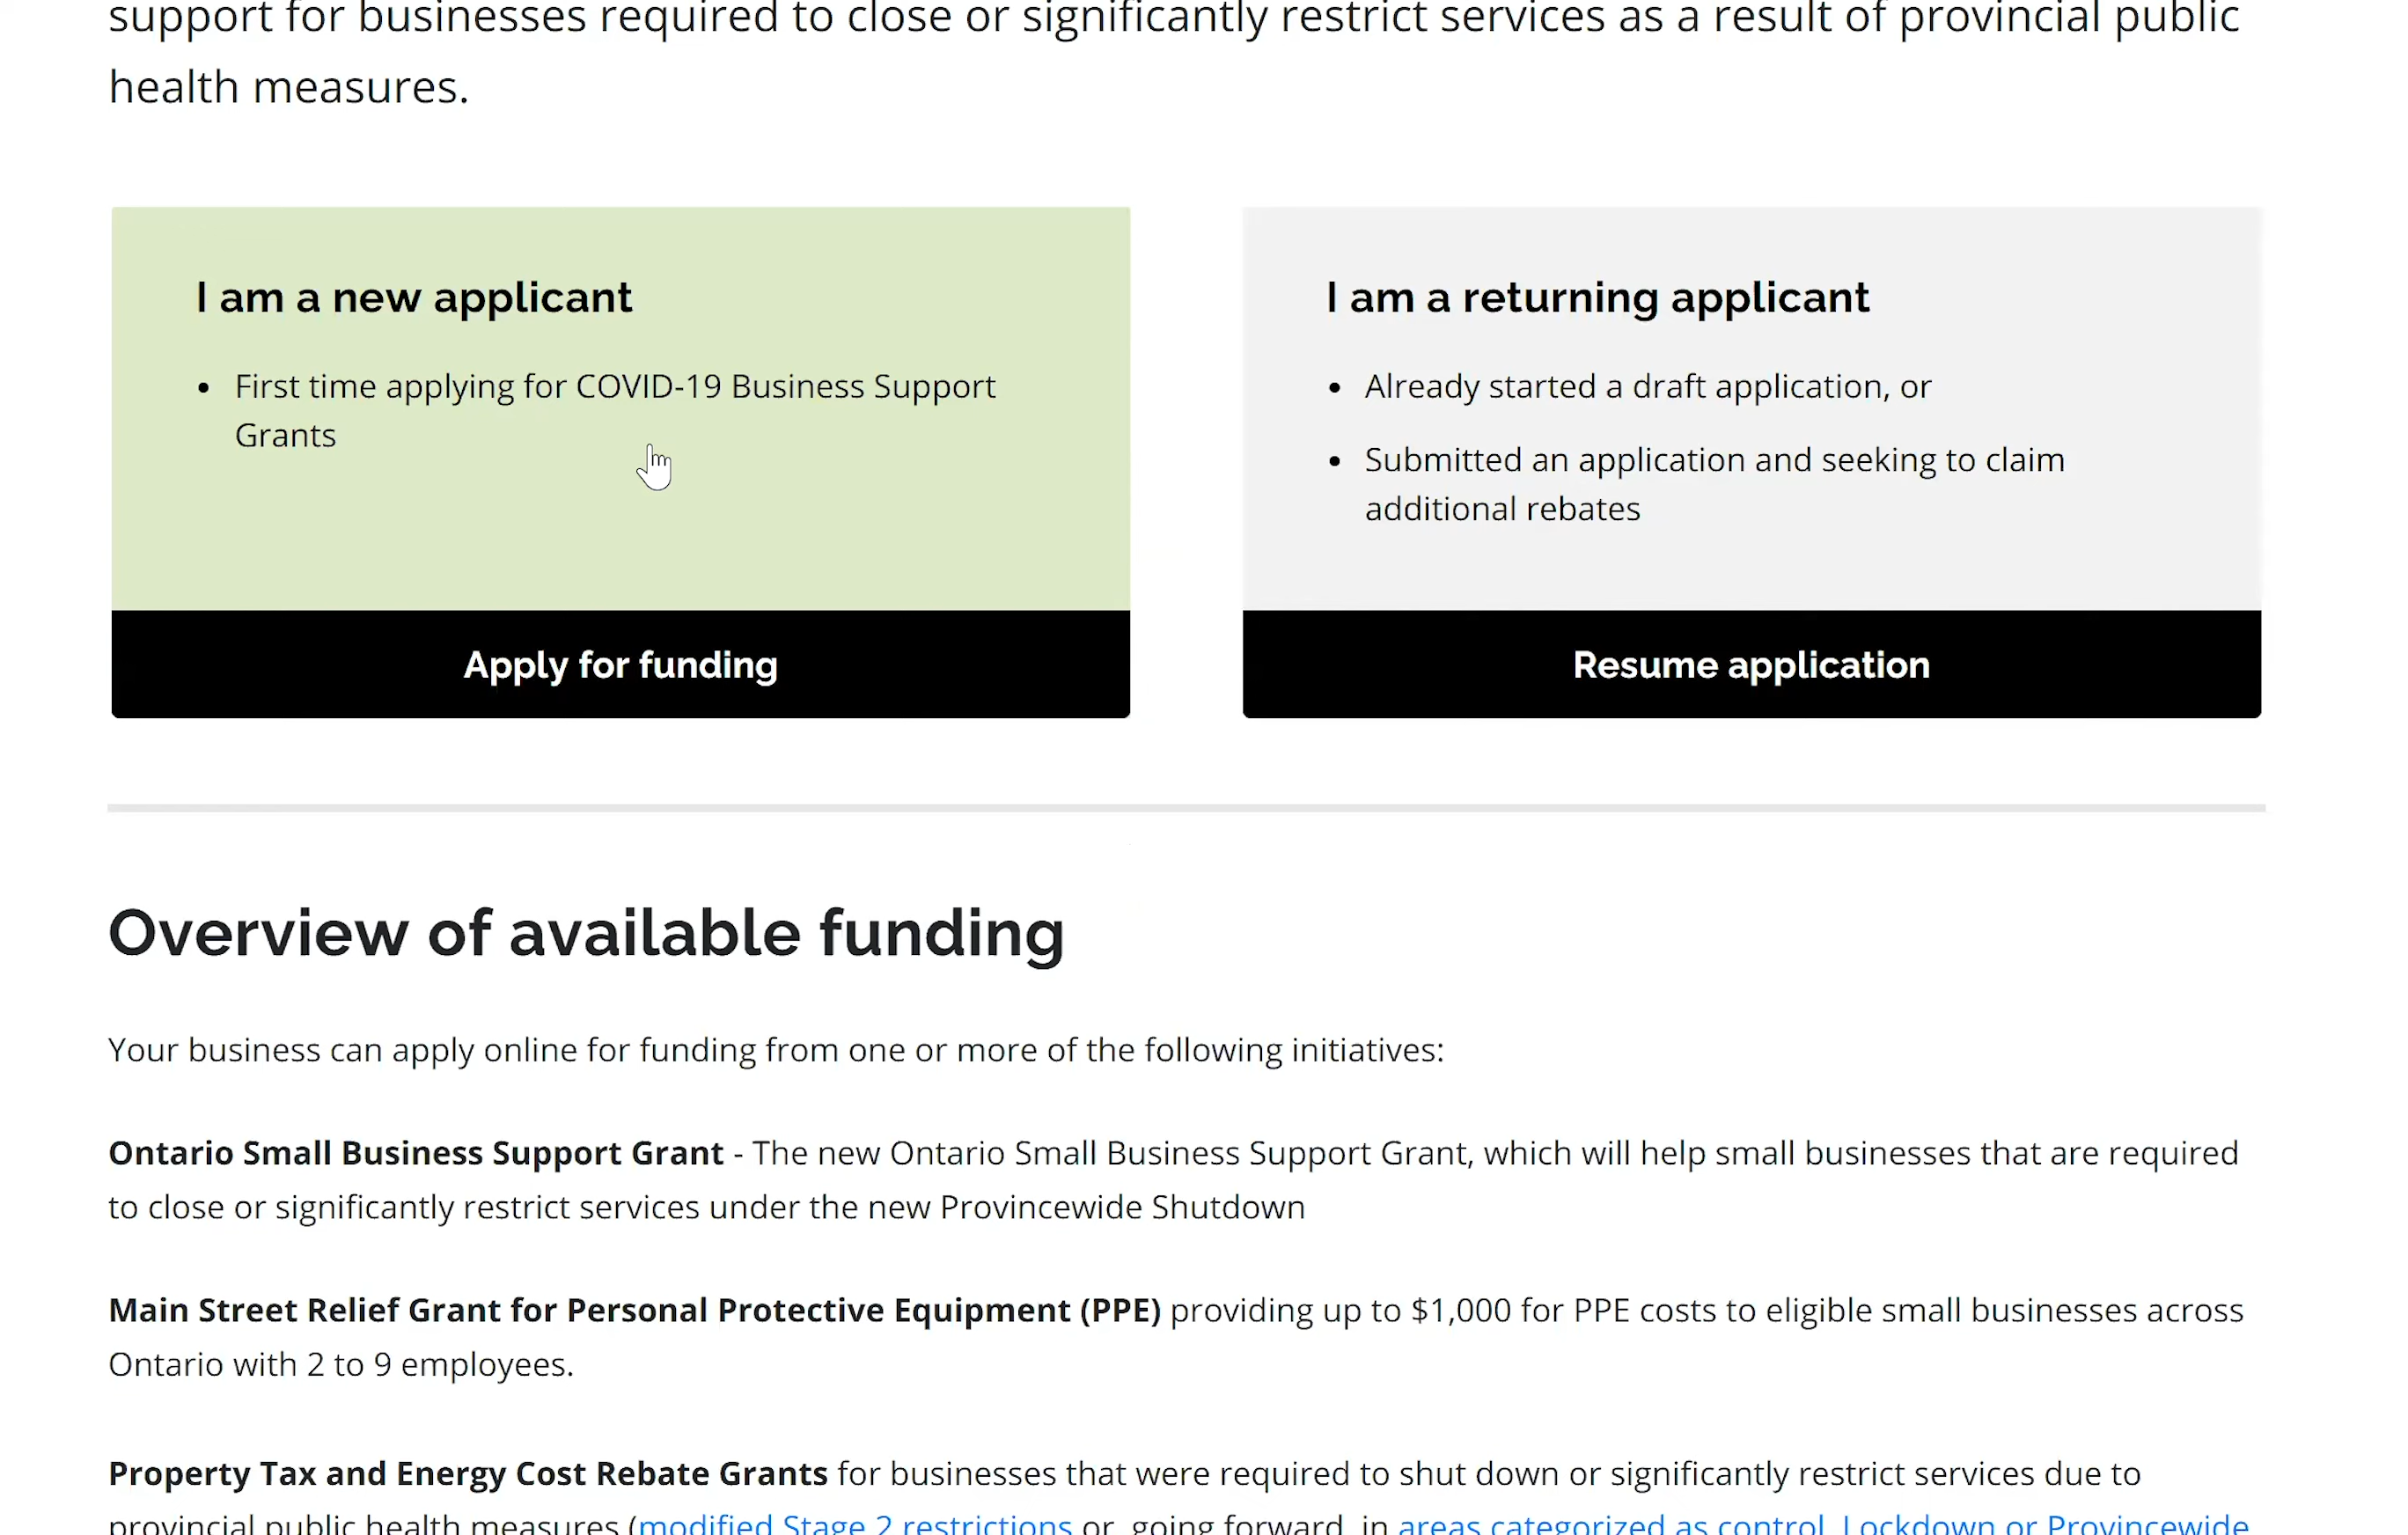 support for businesses required to close or significantly restrict services as a result of provincial public
health measures.
I am a new applicant
• First time applying for COVID-19 Business Support
Grants
Apply for funding
I am a returning applicant
• Already started a draft application, or
• Submitted an application and seeking to claim
additional rebates
Resume application
Overview of available funding
Your business can apply online for funding from one or more of the following initiatives:
Ontario Small Business Support Grant - The new Ontario Small Business Support Grant, which will help small businesses that are required
to close or significantly restrict services under the new Provincewide Shutdown
Main Street Relief Grant for Personal Protective Equipment (PPE) providing up to $1,000 for PPE costs to eligible small businesses across
Ontario with 2 to 9 employees.
Property Tax and Energy Cost Rebate Grants for businesses that were required to shut down or significantly restrict services due to
provincial public health measures (modified Stage 2 restrictions or, going forward, in areas categorized as control, Lockdown or Provincewide